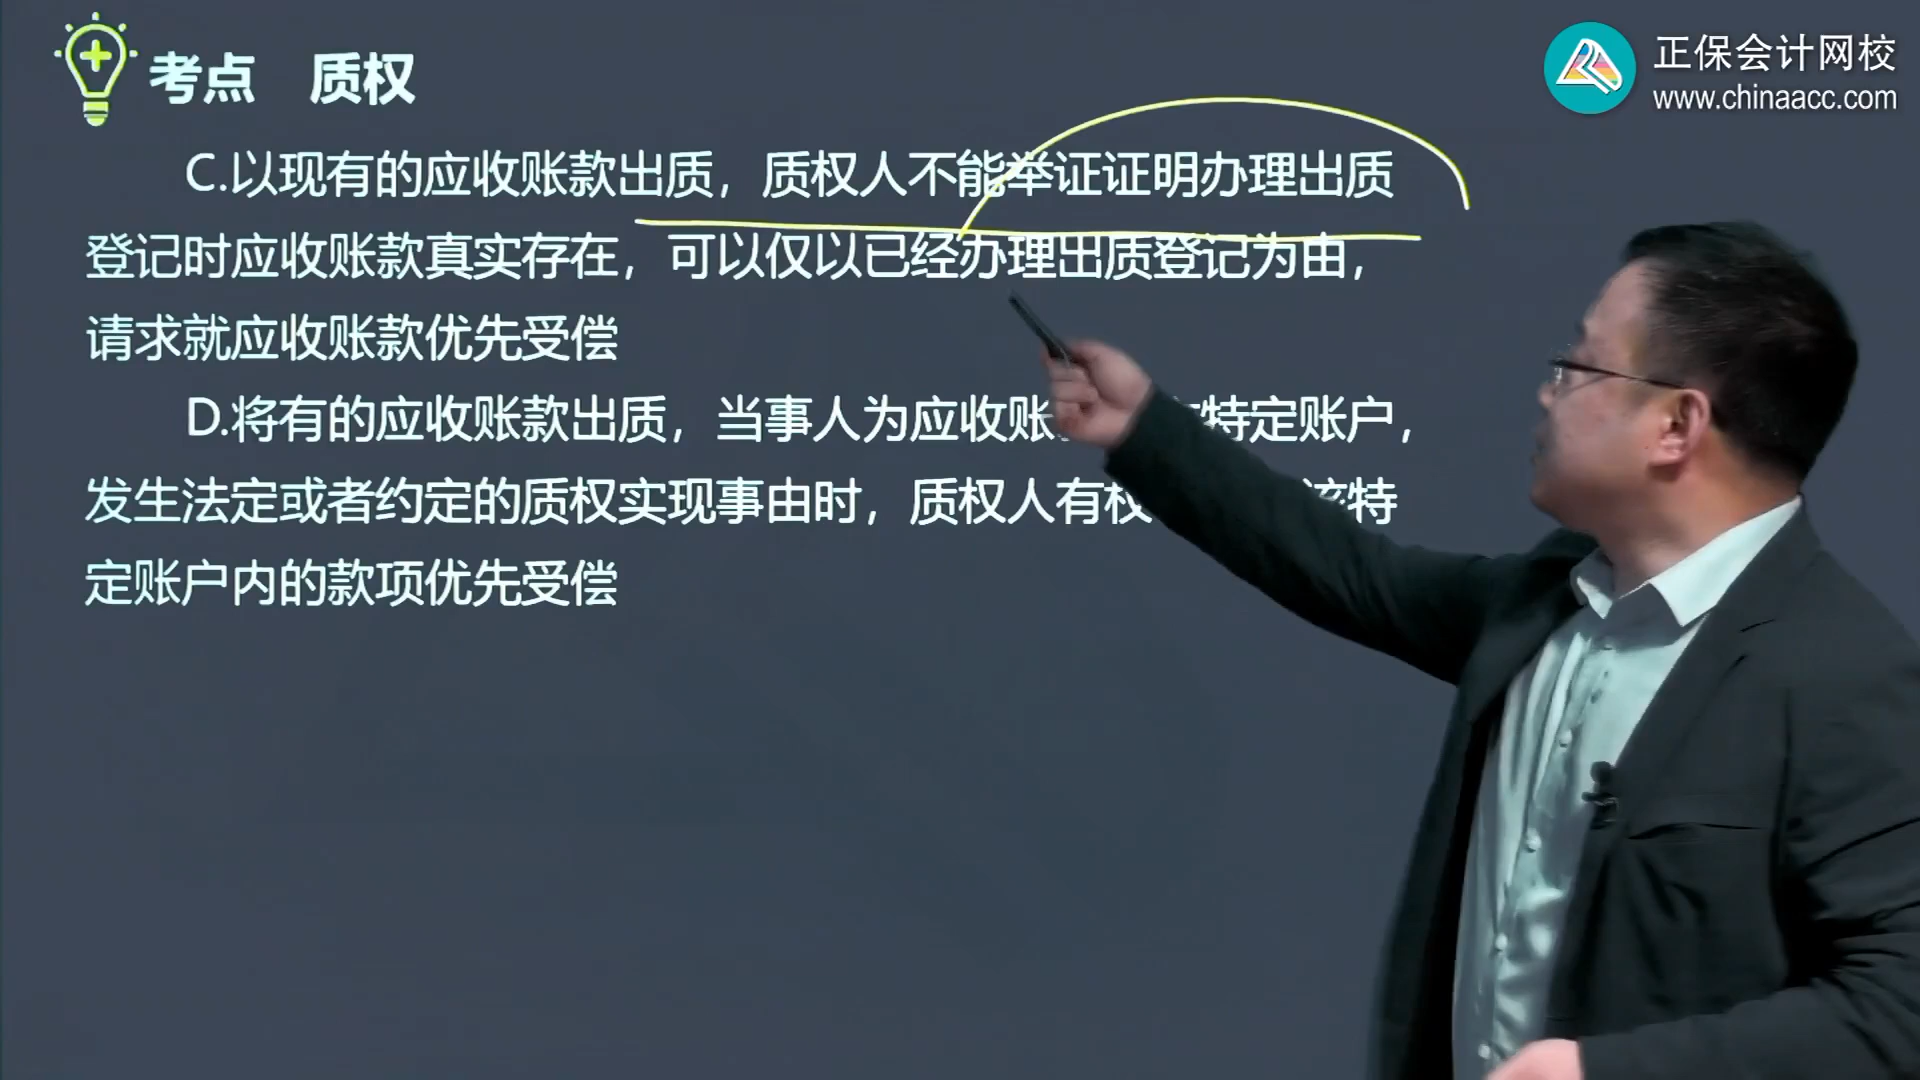 考点 质权
正保会计网校
www.chinaacc.com
C.以现有的应收账款出质，质权人不能举证证明办理出质
登记时应收账款真实存在，可以仅以已经办理出质登记为由，
请求就应收账款优先受偿
D.将有的应收账款出质，当事人为应收账 特定账户，
发生法定或者约定的质权实现事由时，质权人有权 该特
定账户内的款项优先受偿